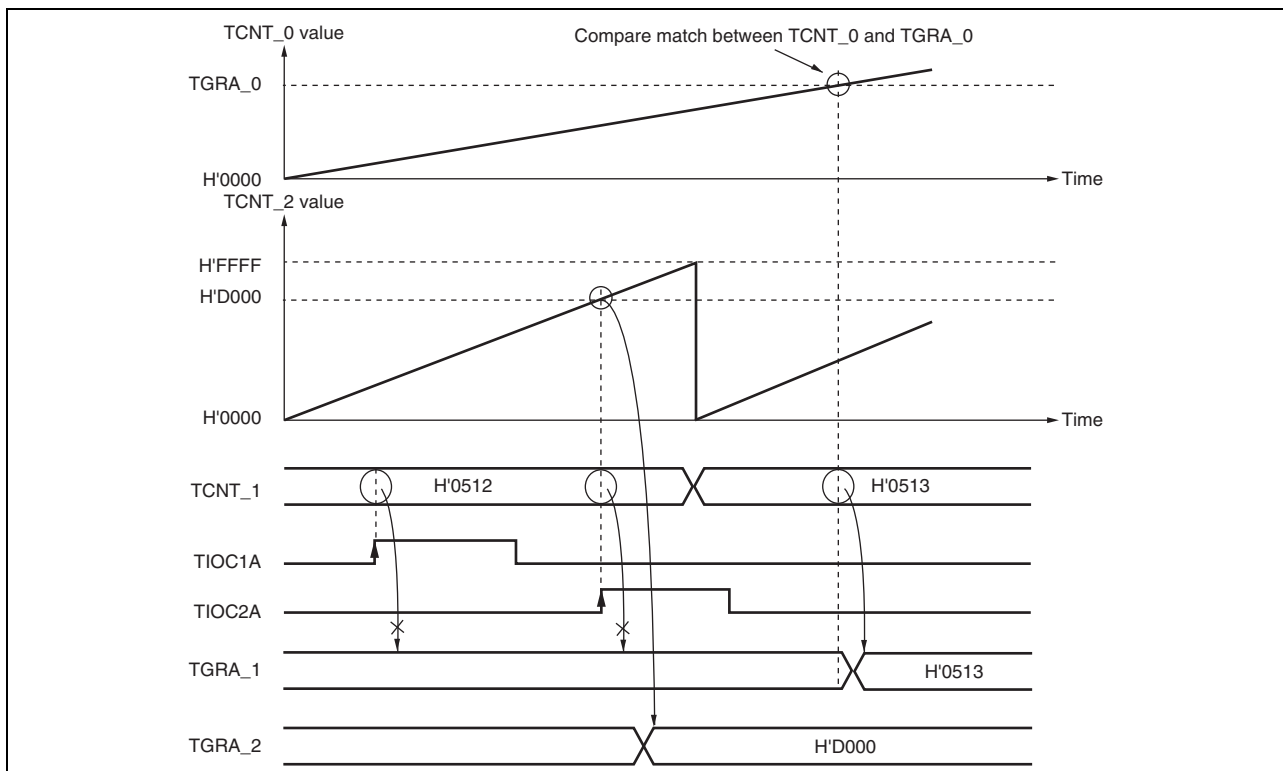 TCNT_0 value
Compare match between TCNT_0 and TGRA_0
TGRA_0
H'0000
Time
TCNT_2 value
H'FFFF
H'D000
H'0000
Time
TCNT_1
H'0512
H'0513
TIOC1A
TIOC2A
TGRA_1
H'0513
TGRA_2
H'D000